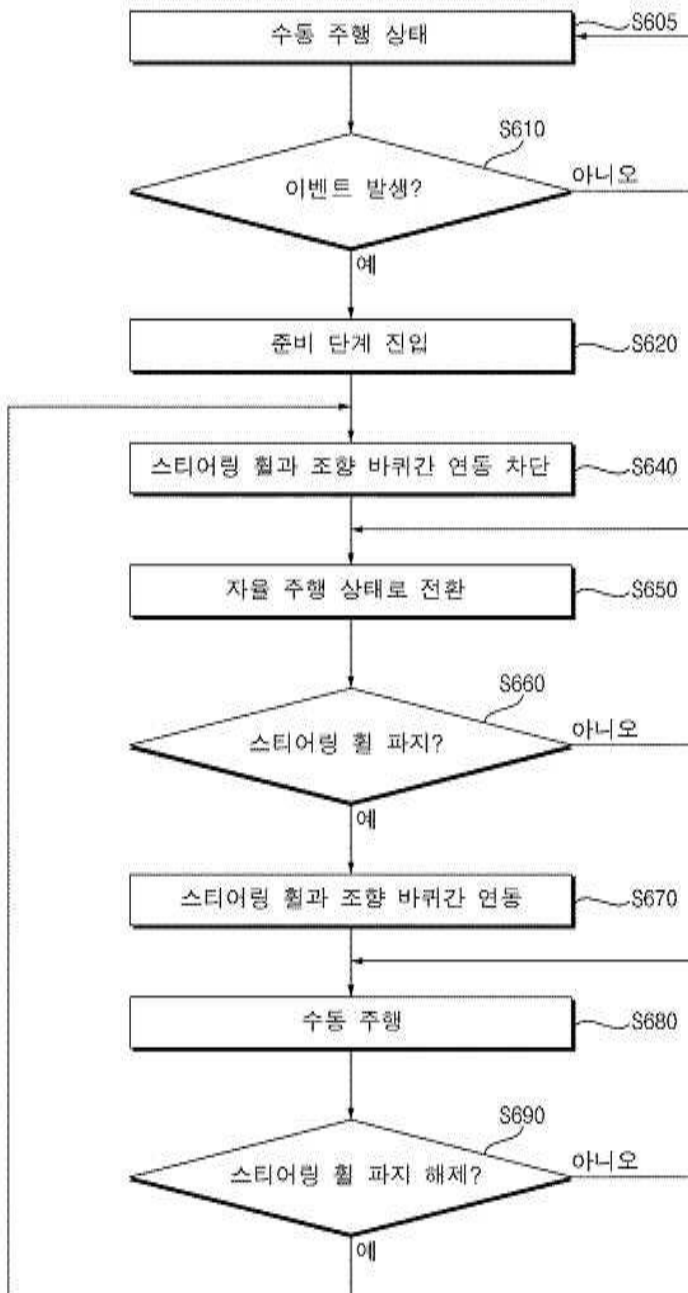 수동 주행 상태
S605
S610
이벤트 발생?
아니오
예
준비 단계 진입
S620
스티어링 휠과 조향 바퀴간 연동 차단
S640
자율 주행 상태로 전환
S650
S660
스티어링 휠 파지?
아니오
예
스티어링 휠과 조향 바퀴간 연동
S670
수동 주행
S680
S690
스티어링 휠 파지 해제?
아니오
예